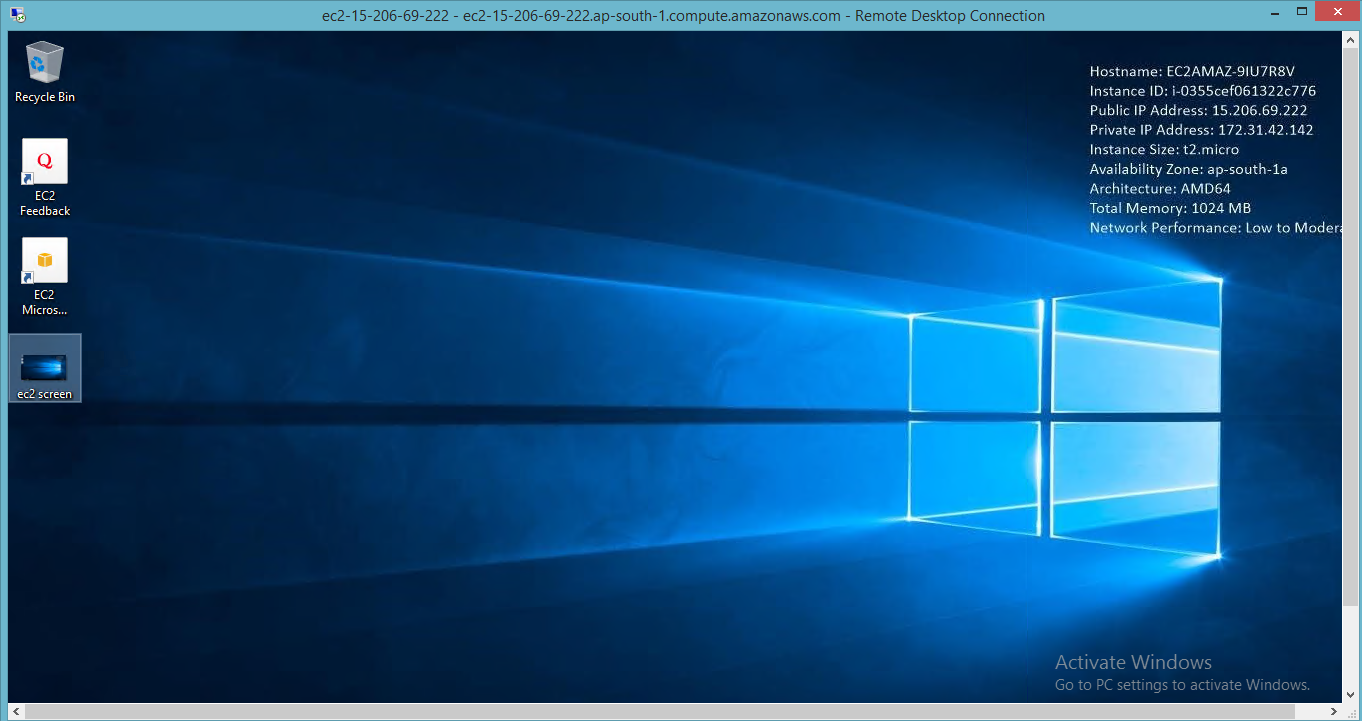 ec2-15-206-69-222 - ec2-15-206-69-222.ap-south-1.compute.amazonaws.com - Remote Desktop Connection
Recycle Bin
Q
EC2
Feedback
EC2
Micros...
ec2 screen
Hostname: EC2AMAZ-9IU7R8V
Instance ID: i-0355cef061322c776
Public IP Address: 15.206.69.222
Private IP Address: 172.31.42.142
Instance Size: t2.micro
Availability Zone: ap-south-1a
Architecture: AMD64
Total Memory: 1024 MB
Network Performance: Low to Modera
Activate Windows
Go to PC settings to activate Windows.